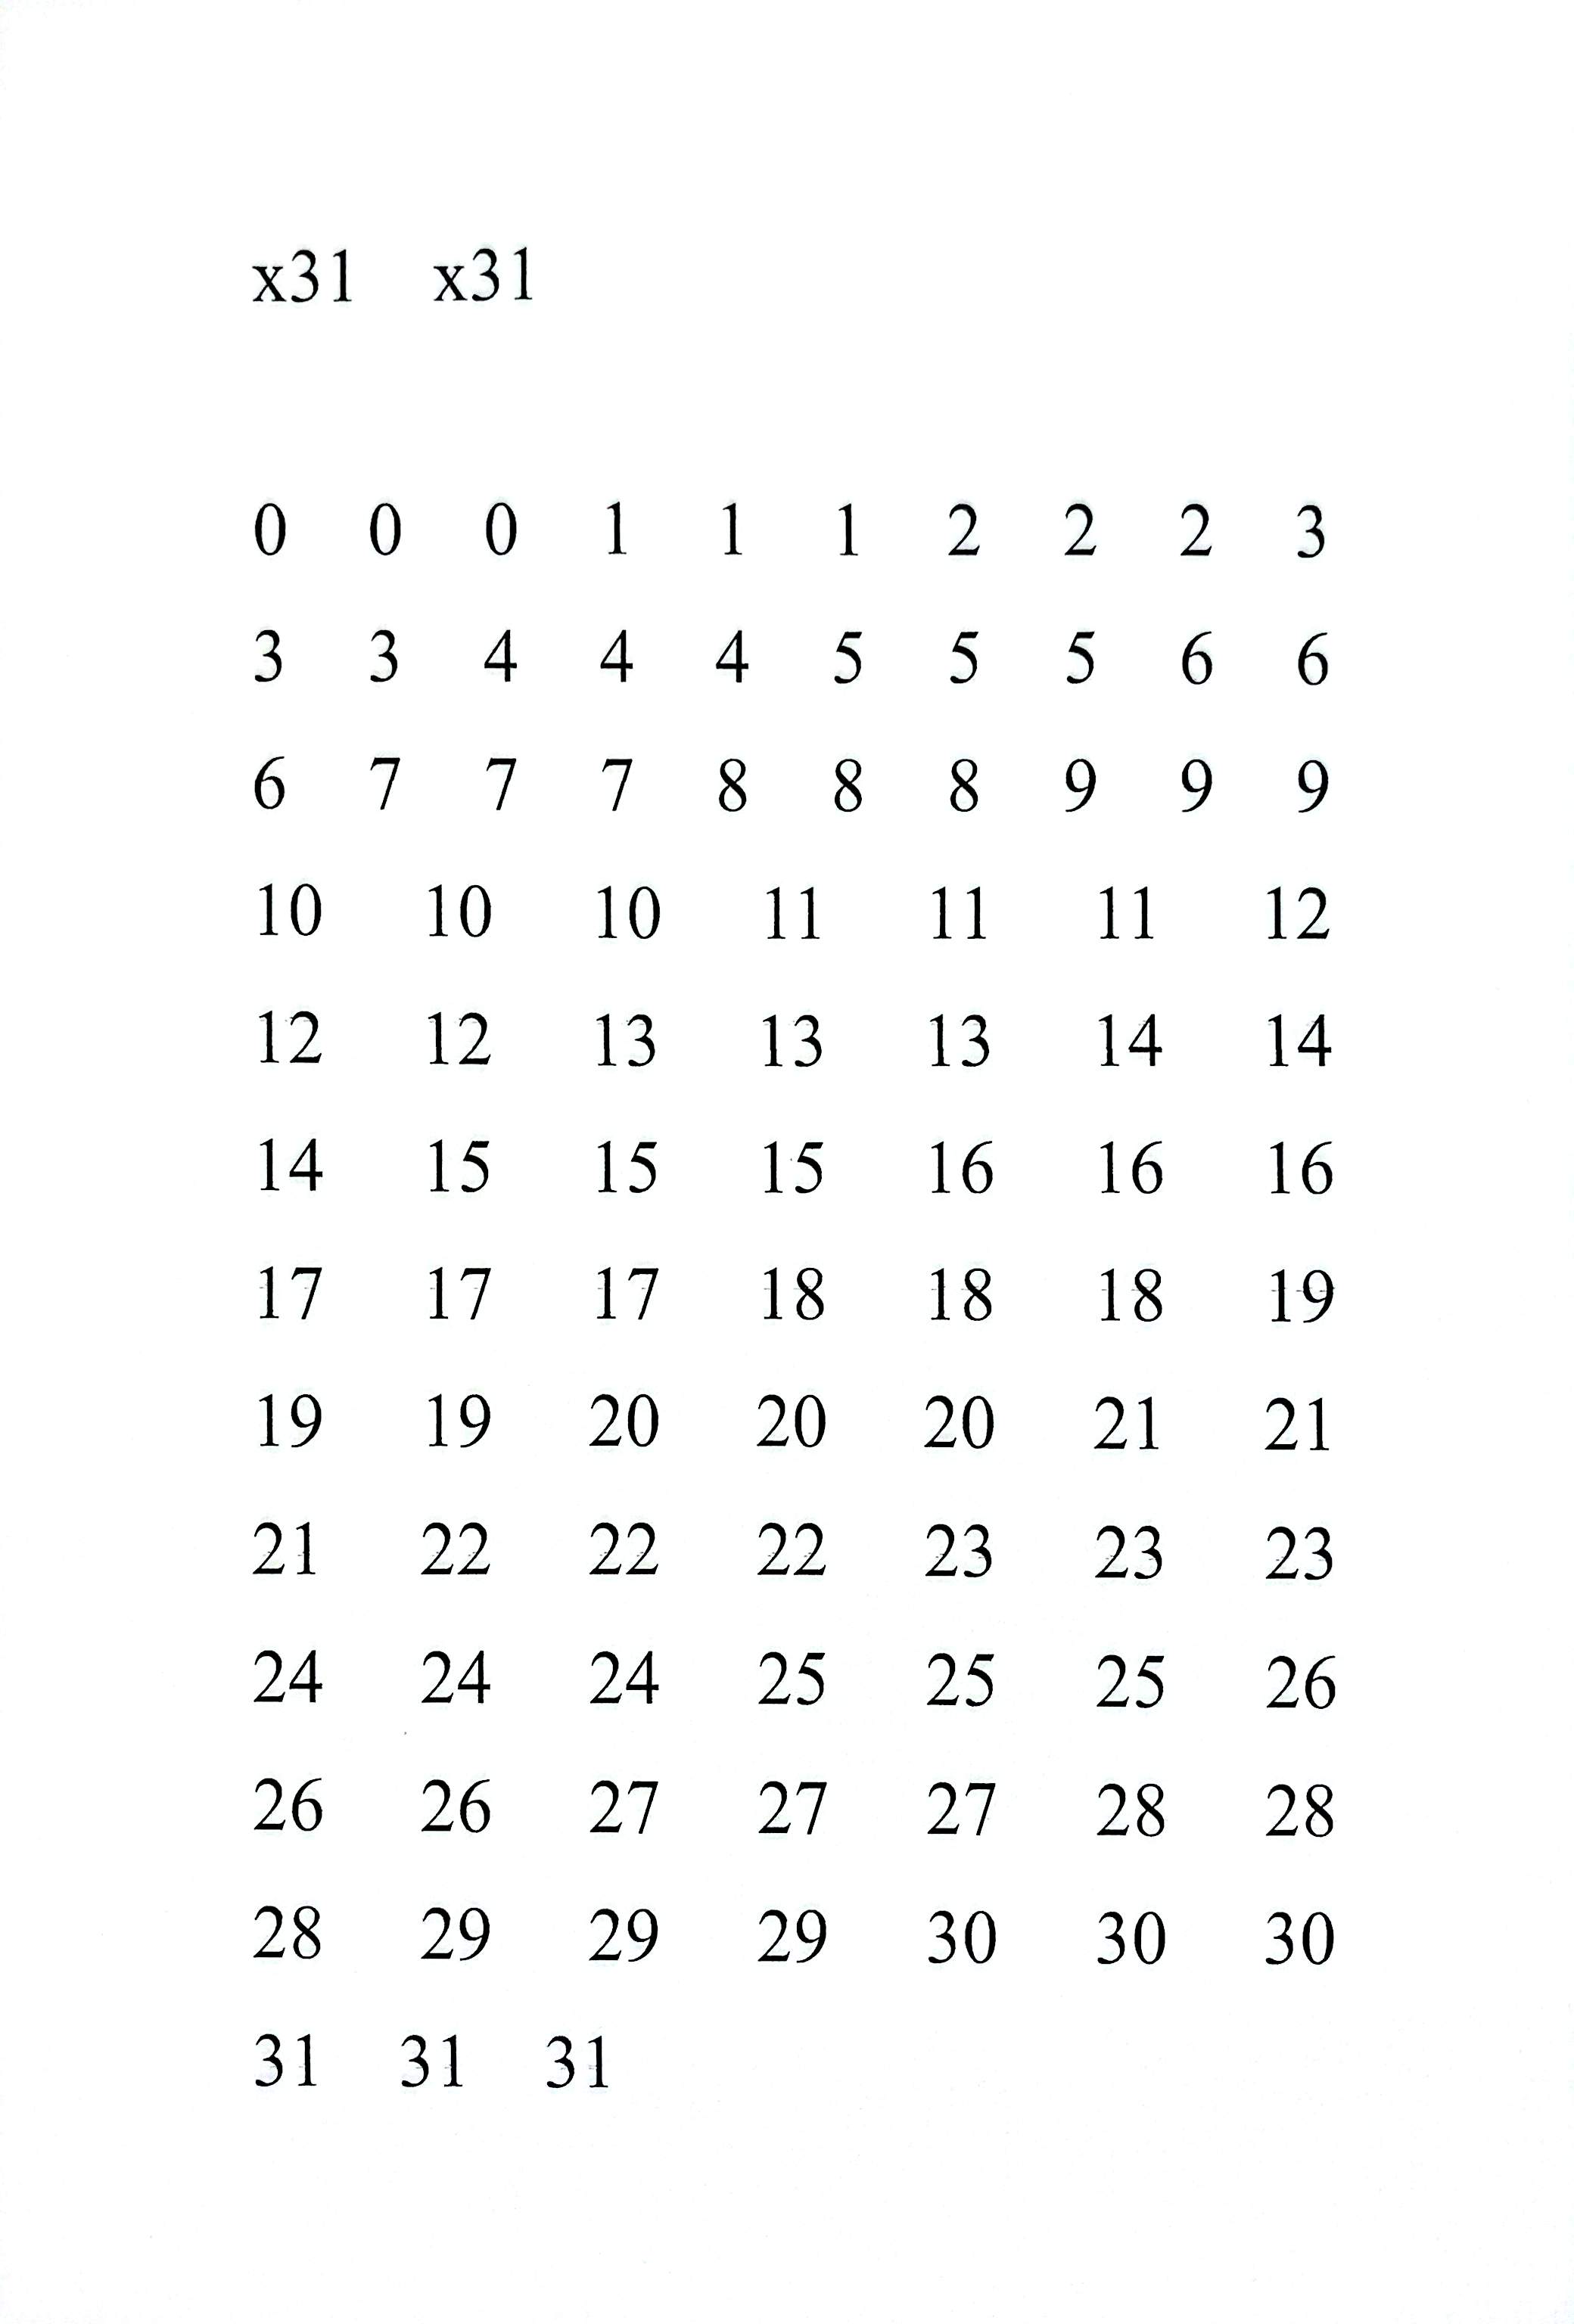 x31 x31
0 0 0 1 1 1 2 2 2 3
3 3 4 4 4 5 5 5 6 6
6 7 7 7 8 8 8 9 9 9
10 10 10 11 11 11 12
12 12 13 13 13 14 14
14 15 15 15 16 16 16
17 17 17 18 18 18 19
19 19 20 20 20 21 21
21 22 22 22 23 23 23
24 24 24 25 25 25 26
26 26 27 27 27 28 28
28 29 29 29 30 30 30
31 31 31